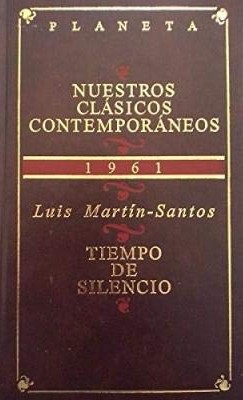 PLANETA
NUESTROS
CLÁSICOS
CONTEMPORÁNEOS
1961
Luis Martín-Santos
TIEMPO
DE
SILENCIO